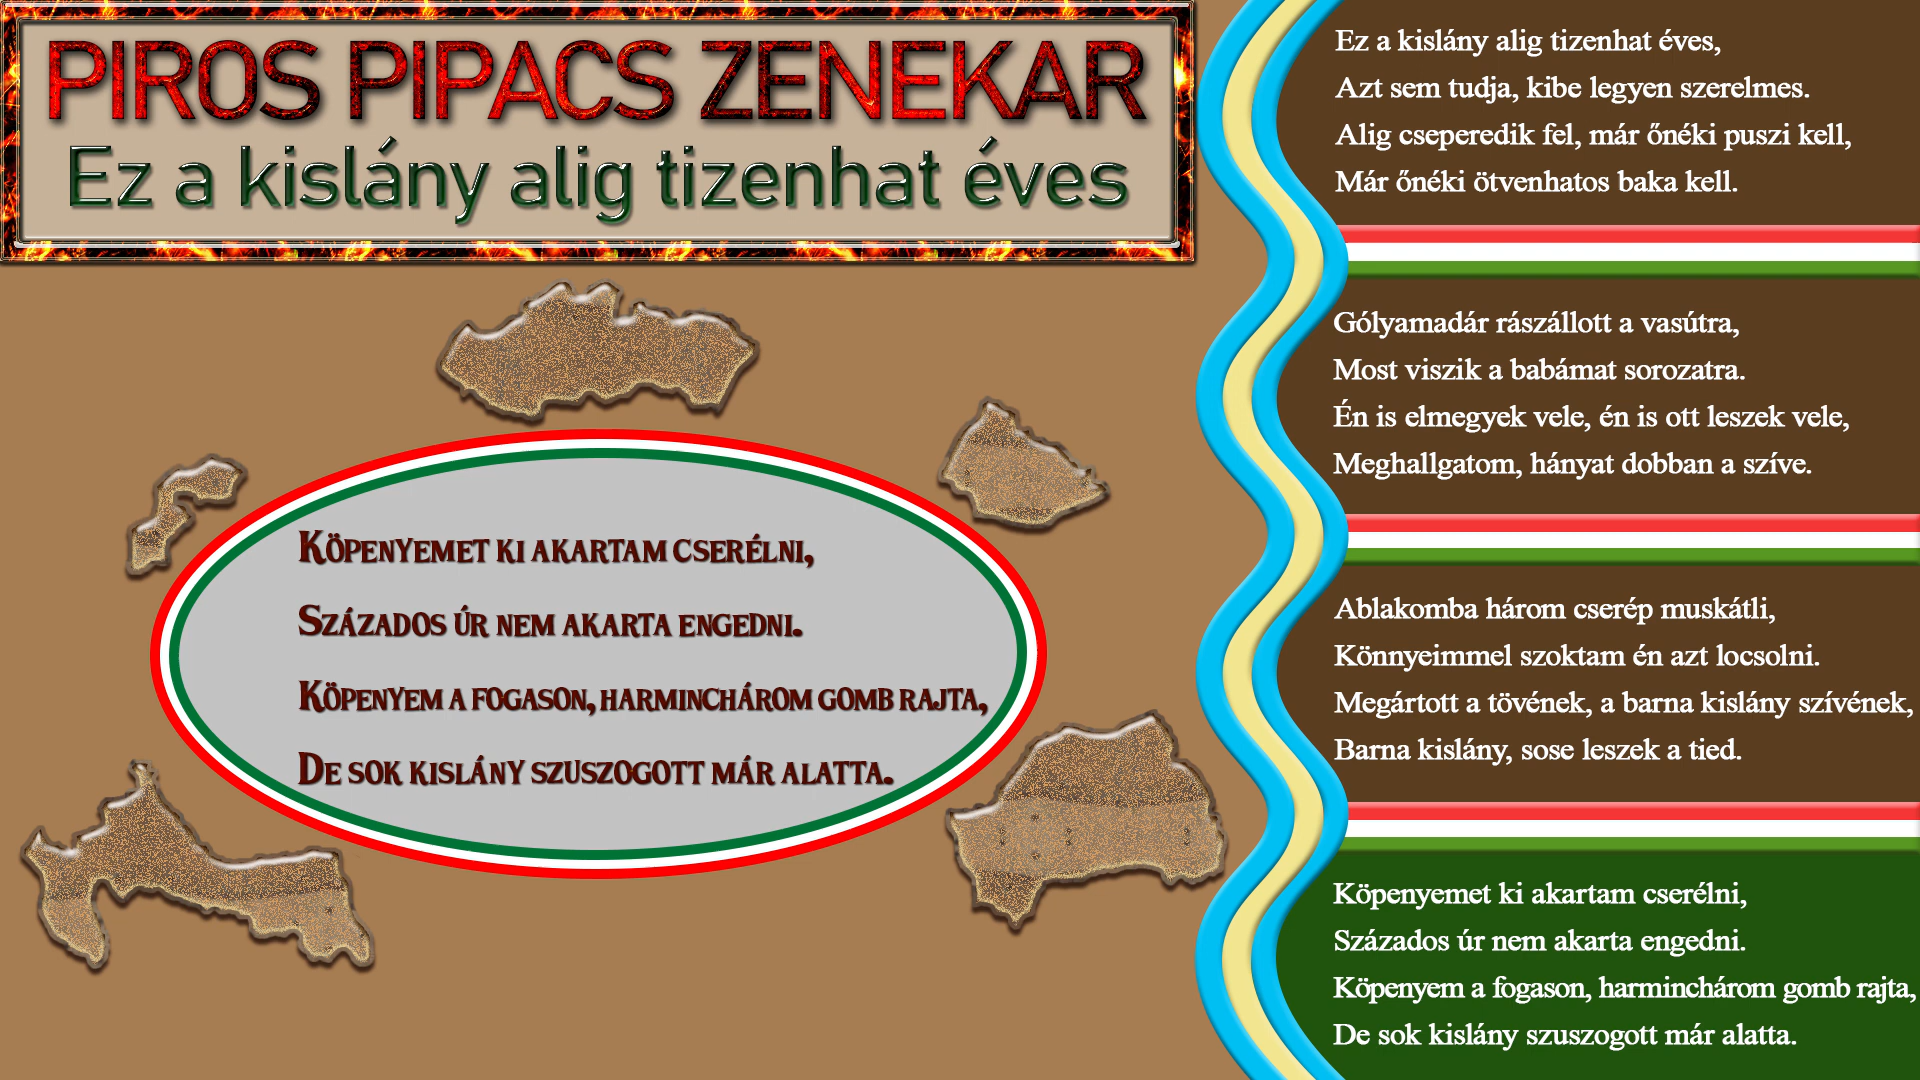 PIROS PIPACS ZENEKAR
Ez a kislány alig tizenhat éves
Köpenyemet ki akartam cserélni,
Százados úr nem akarta engedni.
Köpenyem a fogason, harminchárom gomb rajta,
De sok kislány szuszogott már alatta.
Ez a kislány alig tizenhat éves,
Azt sem tudja, kibe legyen szerelmes.
Alig cseperedik fel, már őnéki puszi kell,
Már őnéki ötvenhatos baka kell.
Gólyamadár rászállott a vasútra,
Most viszik a babámat sorozatra.
Én is elmegyek vele, én is ott leszek vele,
Meghallgatom, hányat dobban a szíve.
Ablakomba három cserép muskátli,
Könnyeimmel szoktam én azt locsolni.
Megártott a tövének, a barna kislány szívének,
Barna kislány, sose leszek a tied.
Köpenyemet ki akartam cserélni,
Százados úr nem akarta engedni.
Köpenyem a fogason, harminchárom gomb rajta,
De sok kislány szuszogott már alatta.